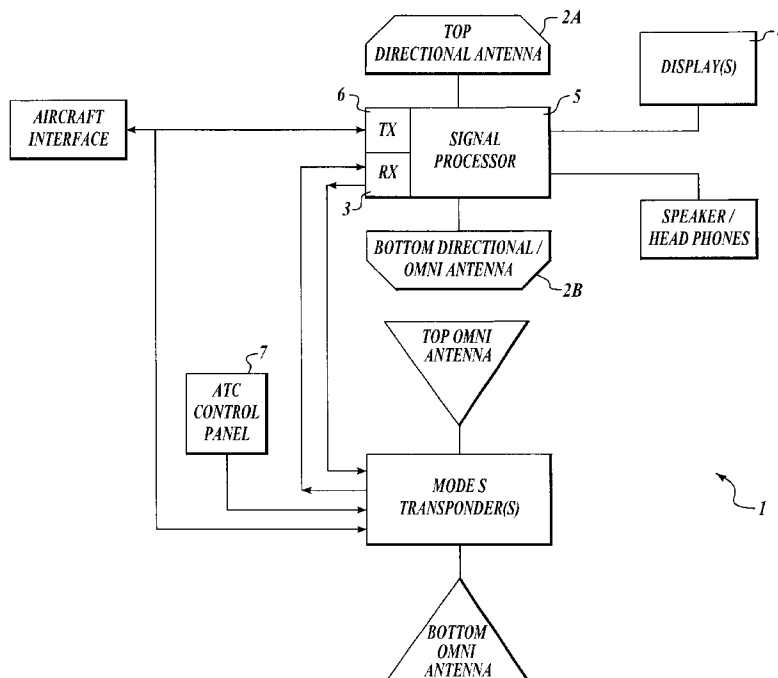 2A
TOP
DIRECTIONAL ANTENNA
DISPLAY(S)
AIRCRAFT
INTERFACE
6
TX
5
SIGNAL
PROCESSOR
RX
3
SPEAKER /
HEAD PHONES
BOTTOM DIRECTIONAL /
OMNI ANTENNA
2B
TOP OMNI
ANTENNA
7
ATC
CONTROL
PANEL
MODE S
TRANSPONDER(S)
1
BOTTOM
OMNI
ANTENNA